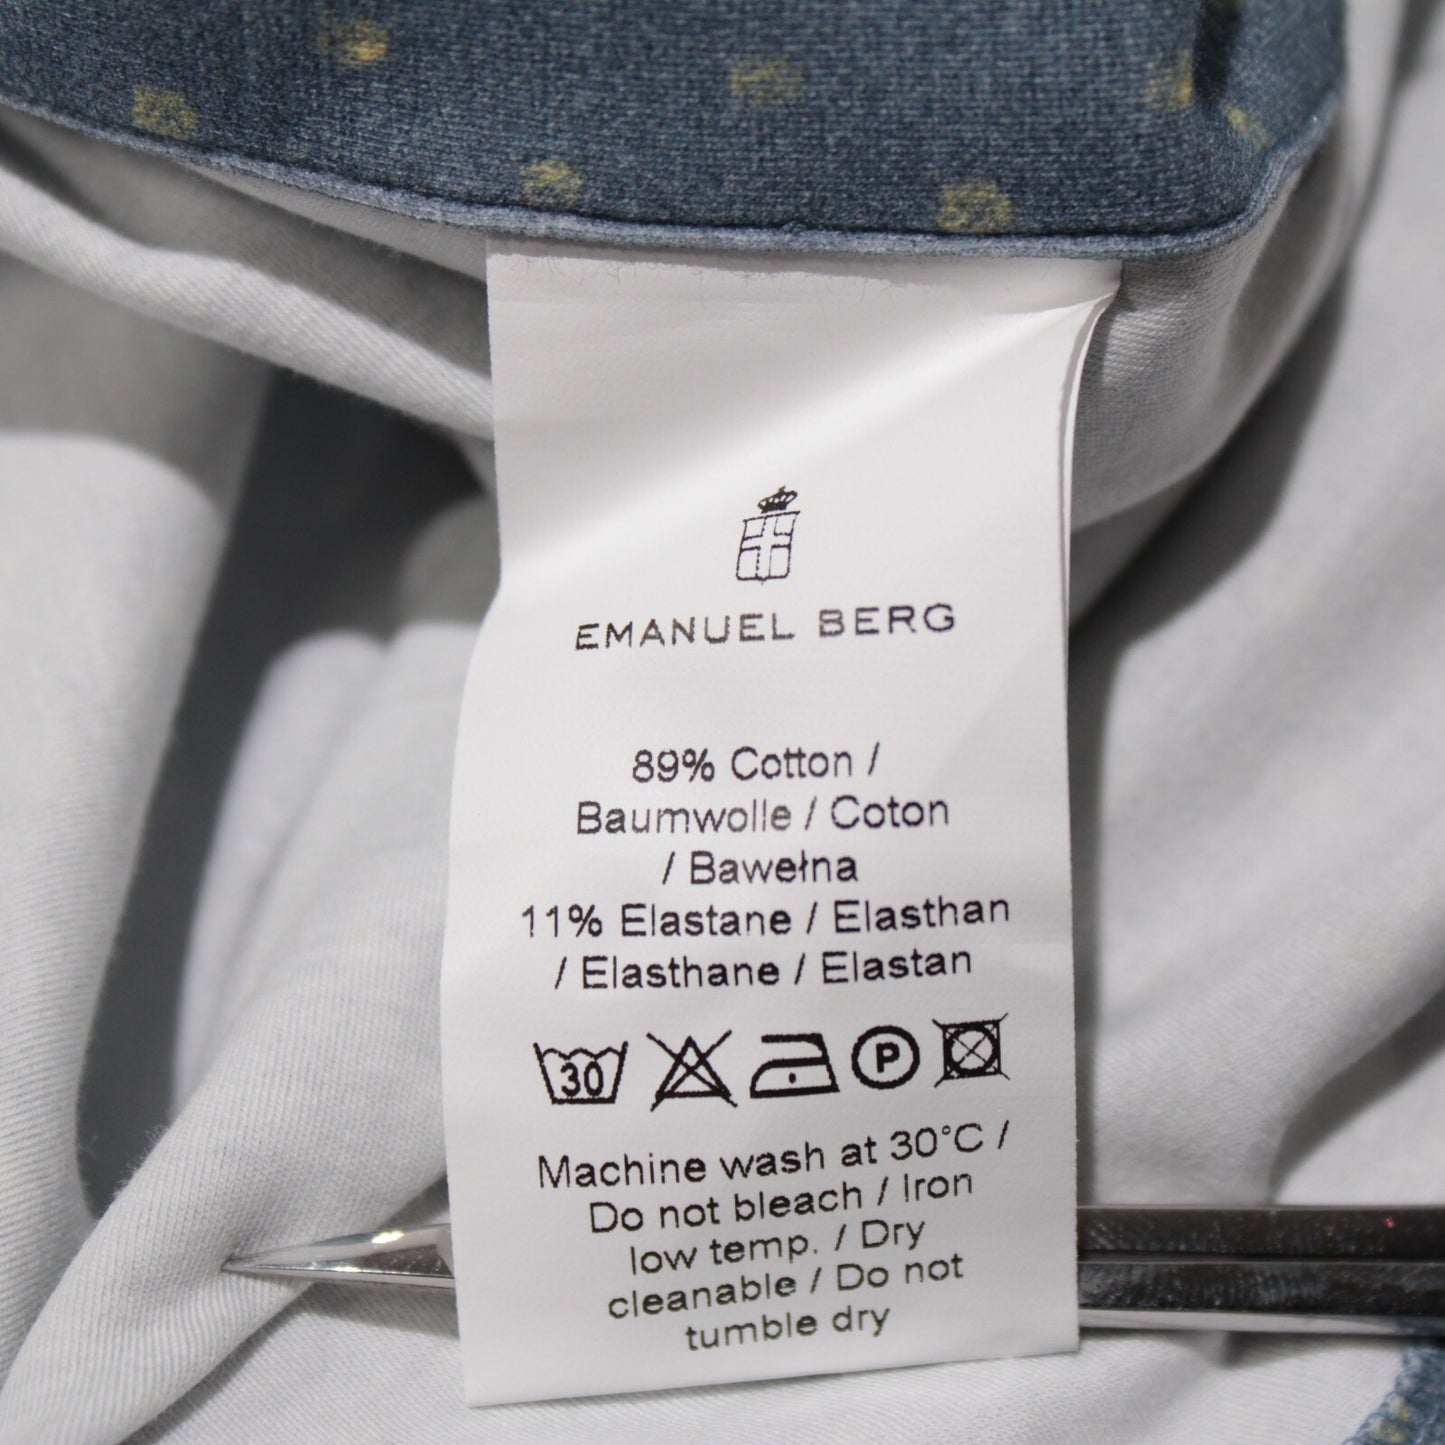 EMANUEL BERG
89% Cotton /
Baumwolle / Coton
/ Bawełna
11% Elastane / Elasthan
/ Elasthane / Elastan
30 P
Machine wash at 30°C /
Do not bleach / Iron
low temp. / Dry
cleanable / Do not
tumble dry